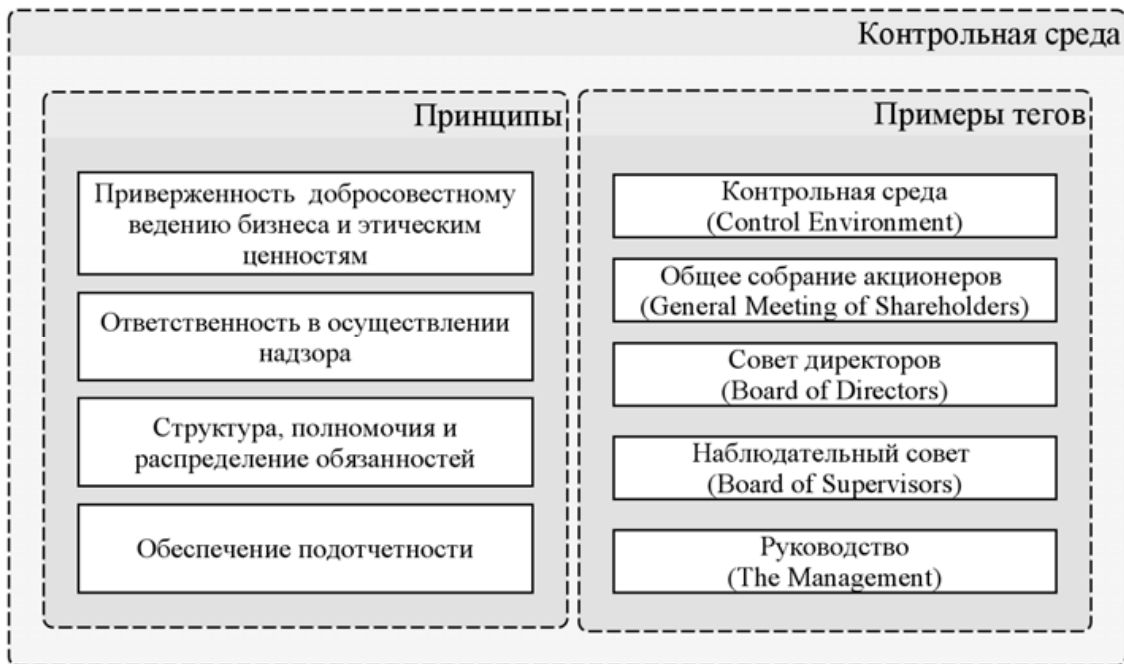 Контрольная среда
Принципы
Приверженность добросовестному
ведению бизнеса и этическим
ценностям
Ответственность в осуществлении
надзора
Структура, полномочия и
распределение обязанностей
Обеспечение подотчетности
Примеры тегов
Контрольная среда
(Control Environment)
Общее собрание акционеров
(General Meeting of Shareholders)
Совет директоров
(Board of Directors)
Наблюдательный совет
(Board of Supervisors)
Руководство
(The Management)